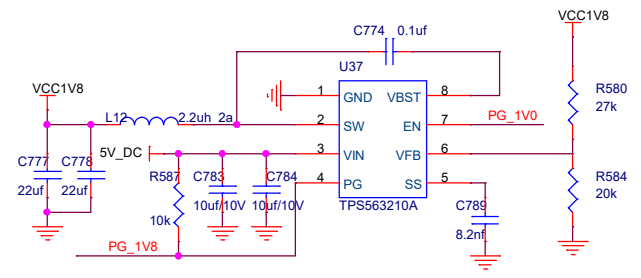 VCC1V8
C774 0.1uf
U37
VCC1V8
L12 2.2uh 2a
1 GND VBST 8
R580
27k
2 SW EN 7 PG_1V0
5V_DC 3 VIN VFB 6
C777
22uf
C778
22uf
R587
10k
C783
10uf/10V
C784
10uf/10V
4 PG SS 5
TPS563210A
R584
20k
C789
8.2nf
PG_1V8